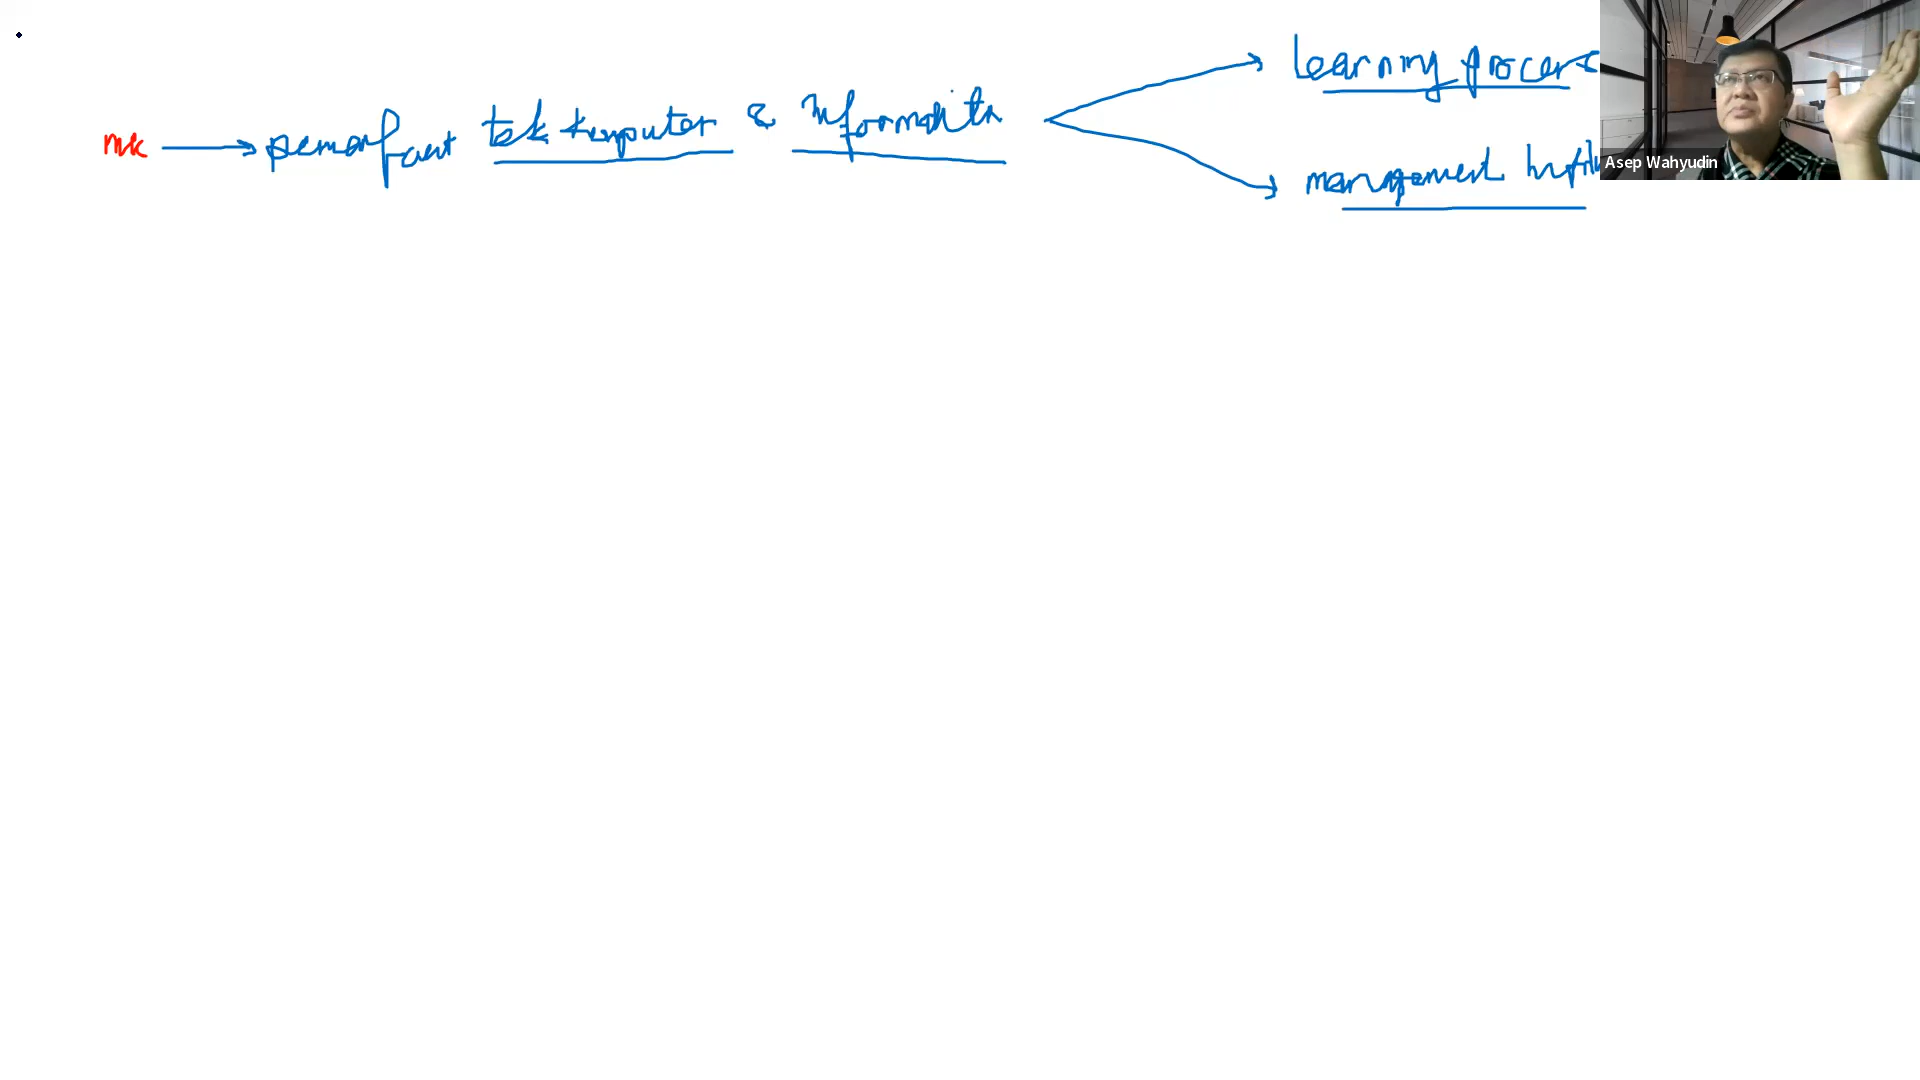 learning process
mk → pemanfaat tek komputer & Informatika
management
Asep Wahyudin